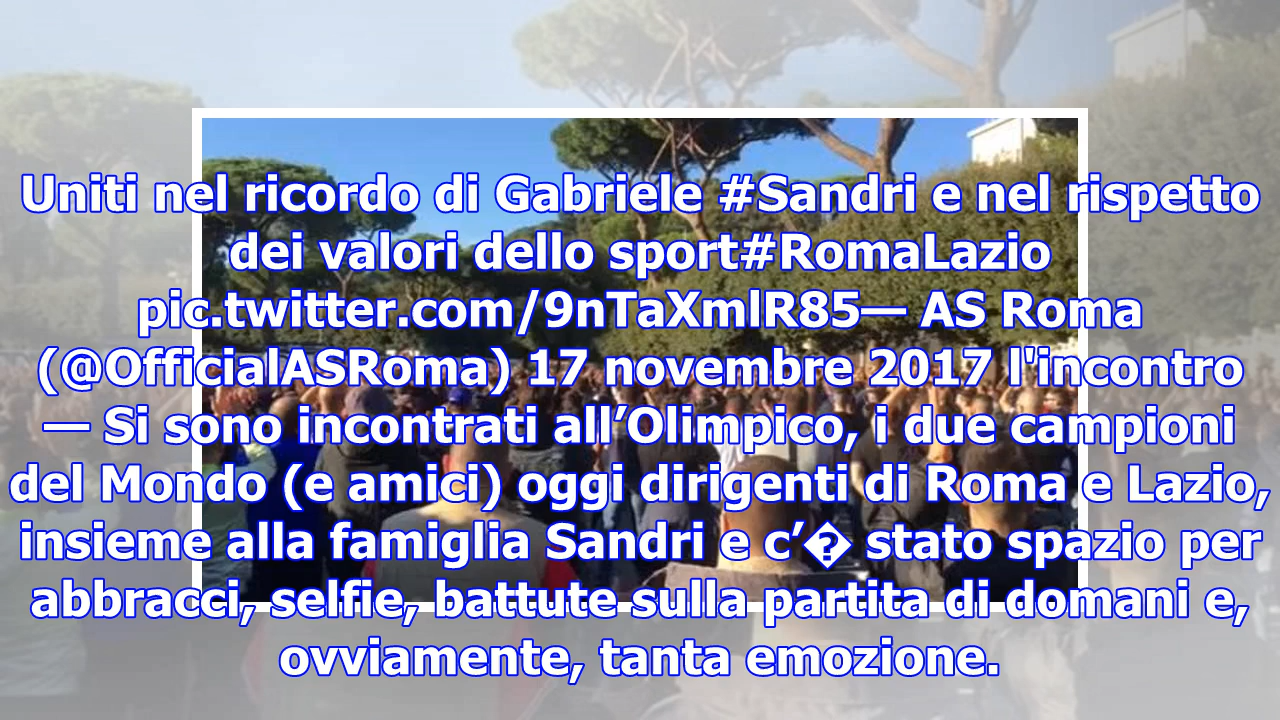 Uniti nel ricordo di Gabriele #Sandri e nel rispetto
dei valori dello sport#RomaLazio
pic.twitter.com/9nTaXmlR85— AS Roma
(@OfficialASRoma) 17 novembre 2017 l'incontro
— Si sono incontrati all’Olimpico, i due campioni
del Mondo (e amici) oggi dirigenti di Roma e Lazio,
insieme alla famiglia Sandri e c’� stato spazio per
abbracci, selfie, battute sulla partita di domani e,
ovviamente, tanta emozione.